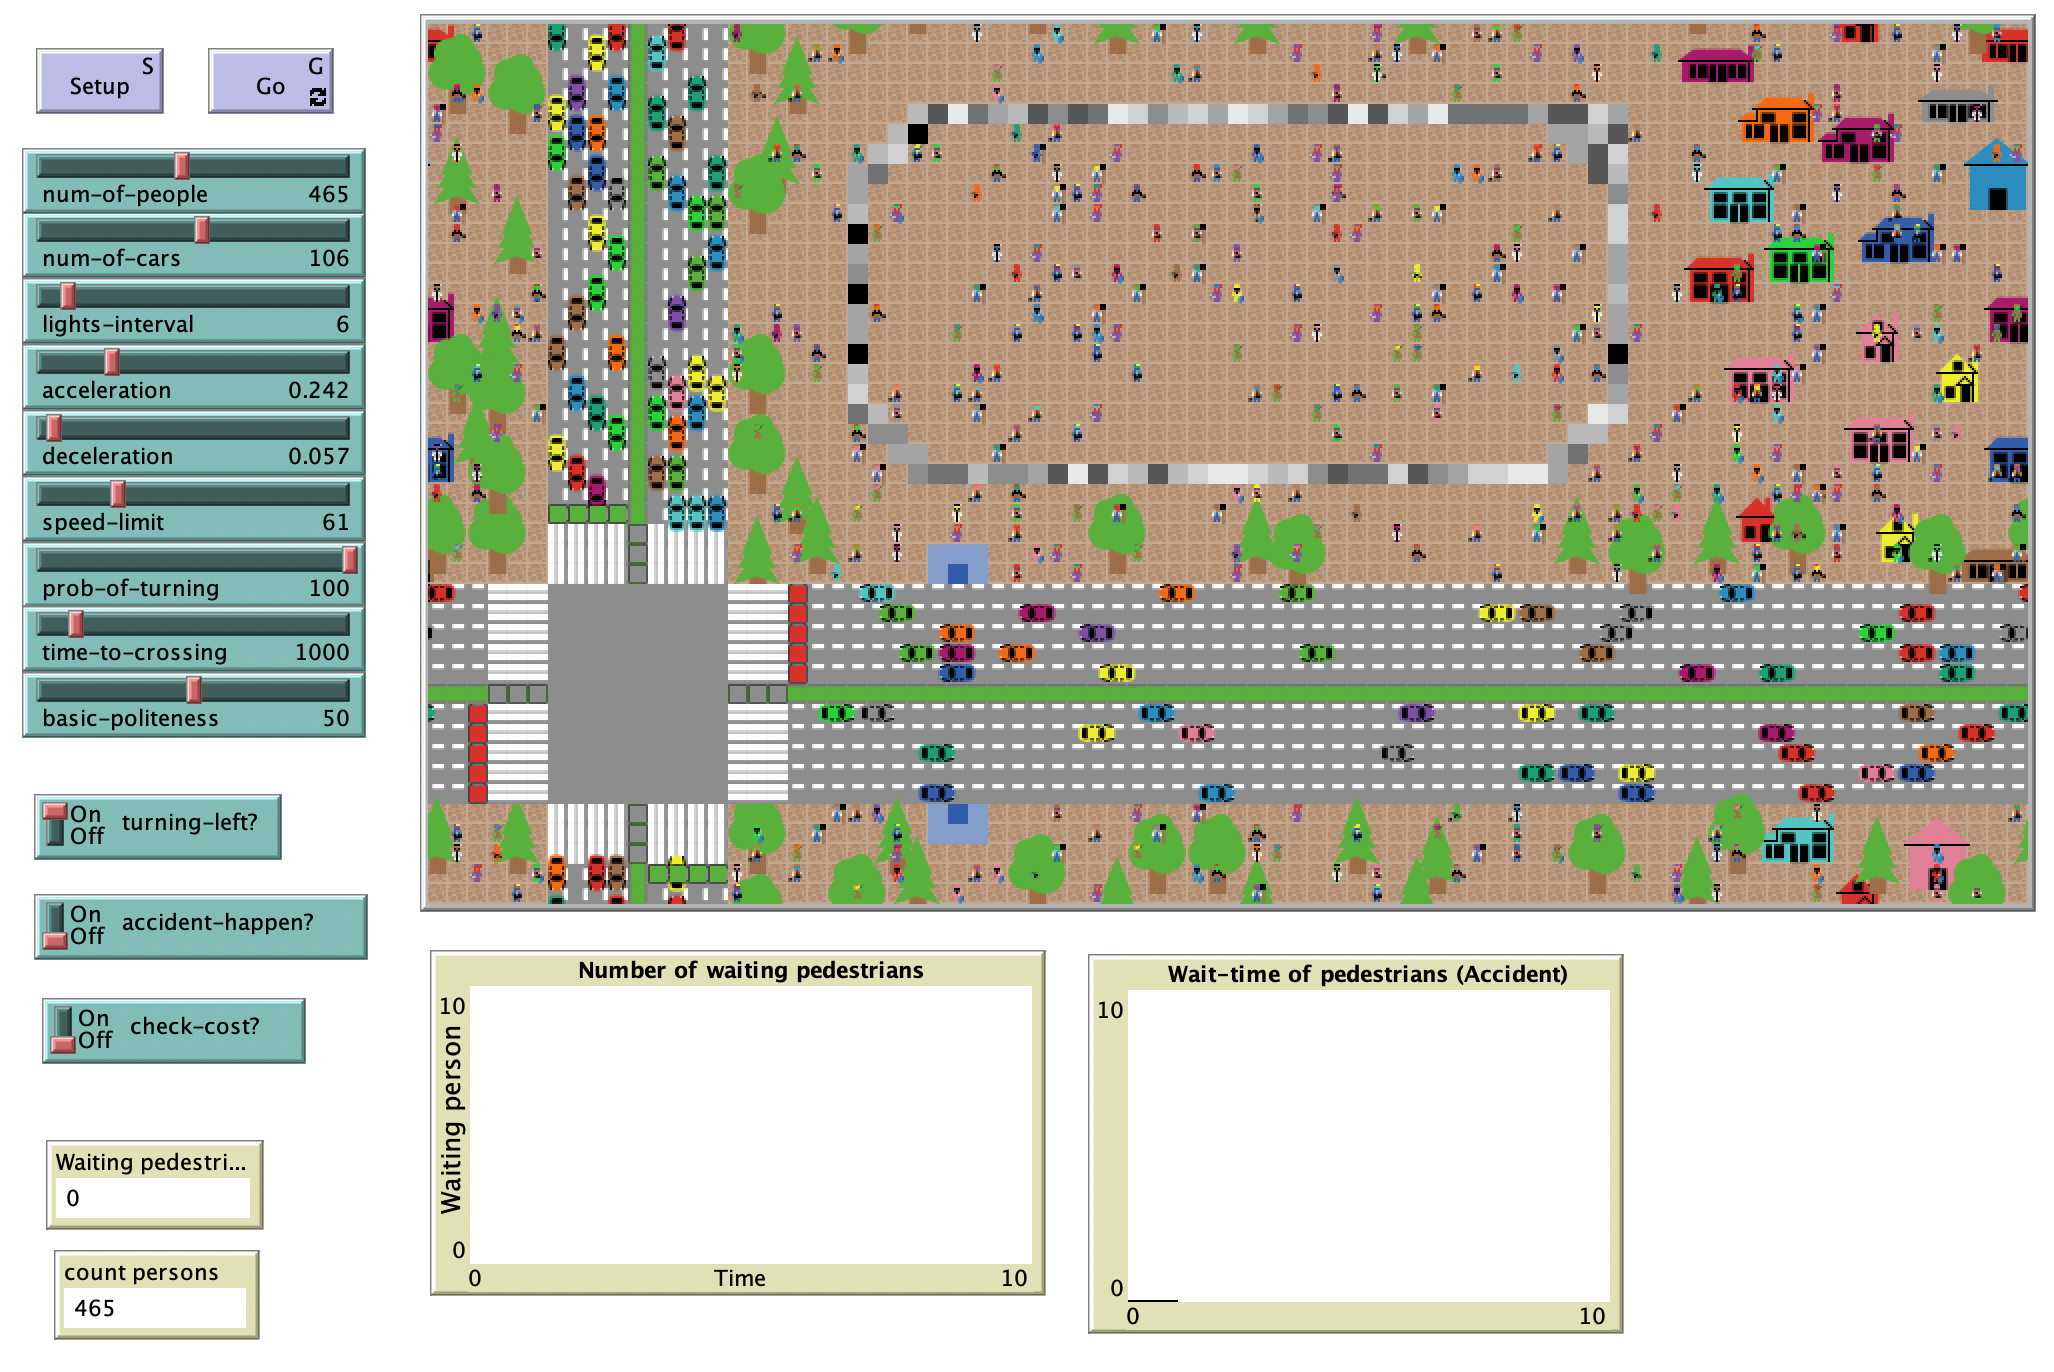 S
Setup
G
Go
num-of-people 465
num-of-cars 106
lights-interval 6
acceleration 0.242
deceleration 0.057
speed-limit 61
prob-of-turning 100
time-to-crossing 1000
basic-politeness 50
On
Off
turning-left?
On
Off
accident-happen?
On
Off
check-cost?
Waiting pedestri...
0
count persons
465
Number of waiting pedestrians
10
Waiting person
0
0 Time 10
Wait-time of pedestrians (Accident)
10
0
0 10